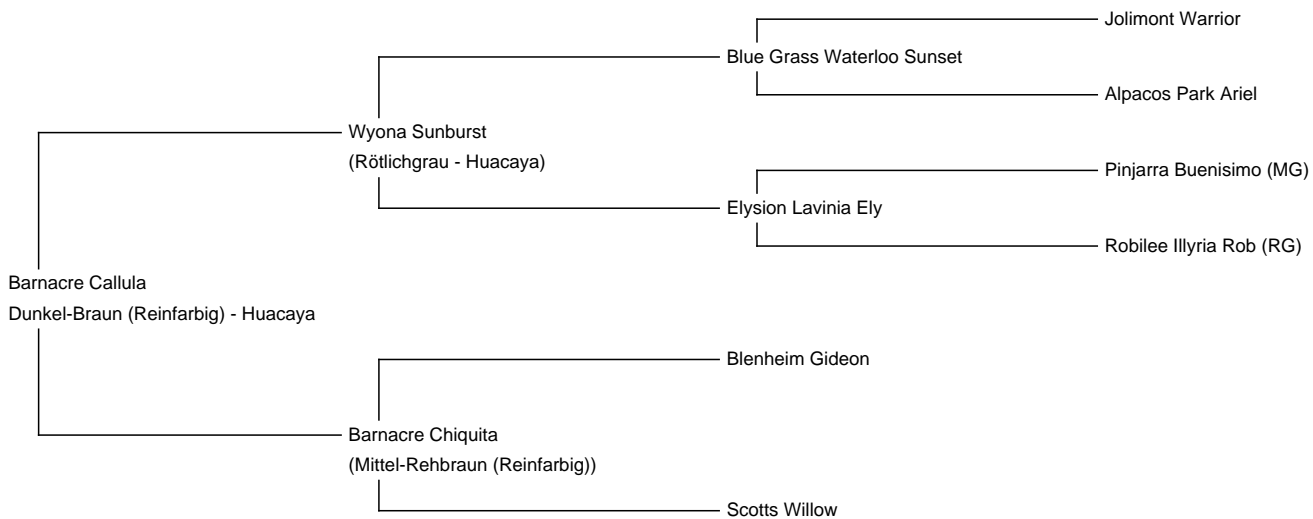 Jolimont Warrior
Blue Grass Waterloo Sunset
Alpacos Park Ariel
Wyona Sunburst
(Rötlichgrau - Huacaya)
Pinjarra Buenisimo (MG)
Elysion Lavinia Ely
Robilee Illyria Rob (RG)
Barnacre Callula
Dunkel-Braun (Reinfarbig) - Huacaya
Blenheim Gideon
Barnacre Chiquita
(Mittel-Rehbraun (Reinfarbig))
Scotts Willow